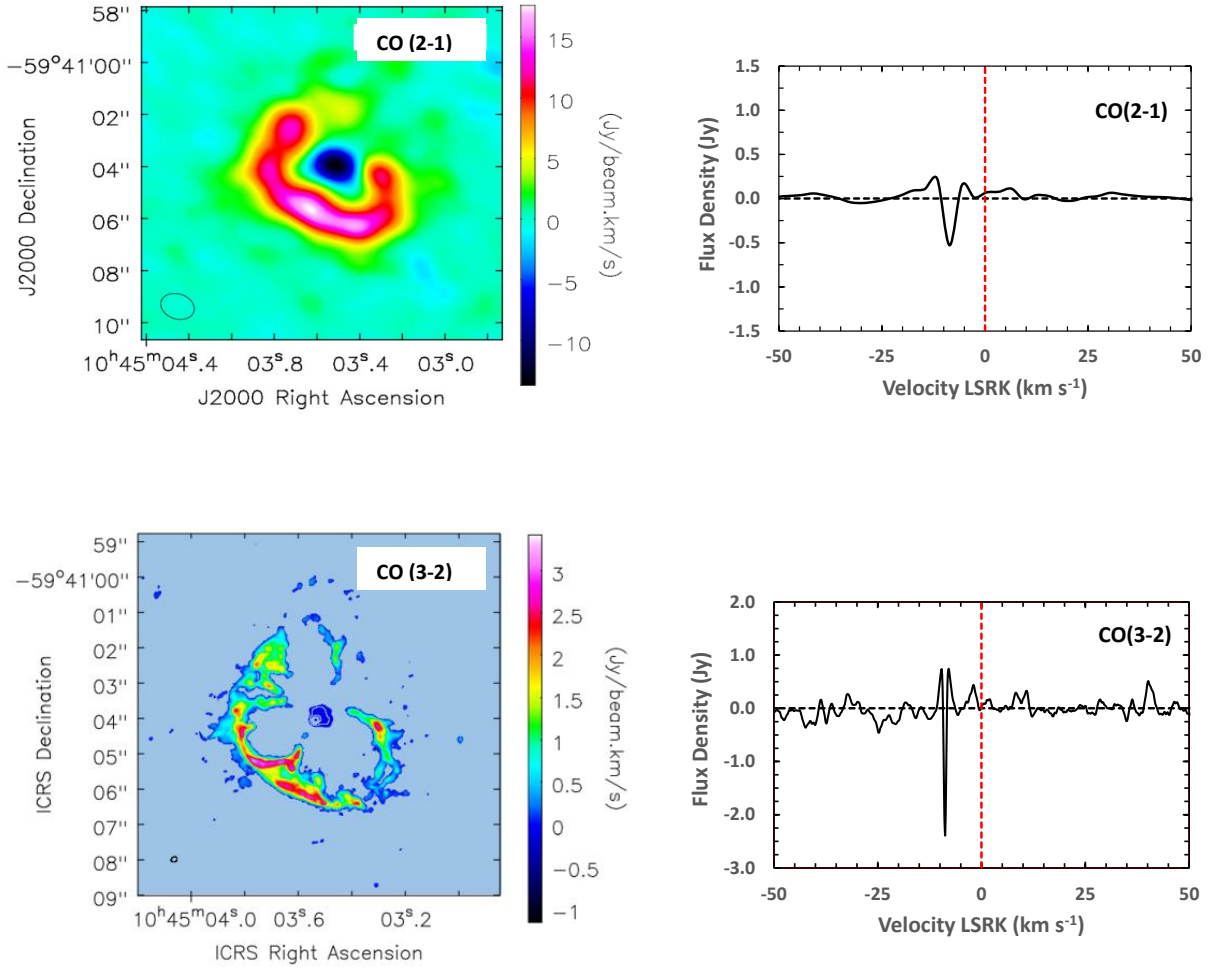 58''
−59°41'00''
02''
04''
06''
08''
10''
J2000 Declination
10ʰ45ᵐ04ˢ.4
03ˢ.8
03ˢ.4
03ˢ.0
J2000 Right Ascension
CO (2-1)
15
10
5
0
−5
−10
(Jy/beam.km/s)
1.5
1.0
0.5
0.0
-0.5
-1.0
-1.5
Flux Density (Jy)
CO(2-1)
-50
-25
0
25
50
Velocity LSRK (km s⁻¹)
59''
−59°41'00''
01''
02''
03''
04''
05''
06''
07''
08''
09''
ICRS Declination
10ʰ45ᵐ04ˢ.0
03ˢ.6
03ˢ.2
ICRS Right Ascension
CO (3-2)
3
2.5
2
1.5
1
0.5
0
−0.5
−1
(Jy/beam.km/s)
2.0
1.0
0.0
-1.0
-2.0
-3.0
Flux Density (Jy)
CO(3-2)
-50
-25
0
25
50
Velocity LSRK (km s⁻¹)